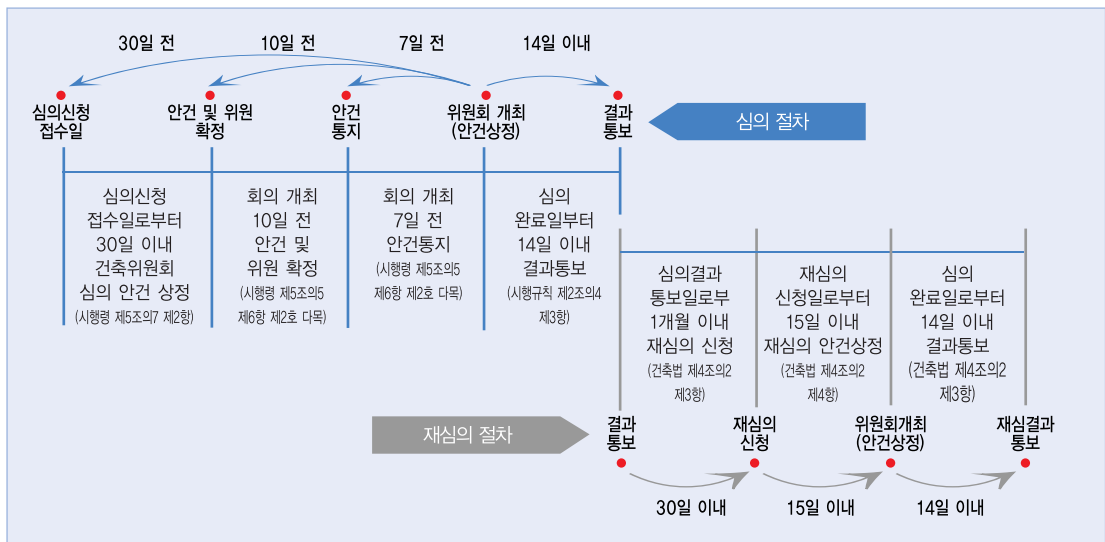 30일 전
10일 전
7일 전
14일 이내
심의신청
접수일
안건 및 위원
확정
안건
통지
위원회 개최
(안건상정)
결과
통보
심의 절차
심의신청
접수일로부터
30일 이내
건축위원회
심의 안건 상정
(시행령 제5조의7 제2항)
회의 개최
10일 전
안건 및
위원 확정
(시행령 제5조의5
제6항 제2호 다목)
회의 개최
7일 전
안건통지
(시행령 제5조의5
제6항 제2호 다목)
심의
완료일부터
14일 이내
결과통보
(시행규칙 제2조의4
제3항)
심의결과
통보일로부
1개월 이내
재심의 신청
(건축법 제4조의2
제3항)
재심의
신청일로부터
15일 이내
재심의 안건상정
(건축법 제4조의2
제4항)
심의
완료일로부터
14일 이내
결과통보
(건축법 제4조의2
제3항)
재심의 절차
결과
통보
재심의
신청
위원회개최
(안건상정)
재심결과
통보
30일 이내
15일 이내
14일 이내